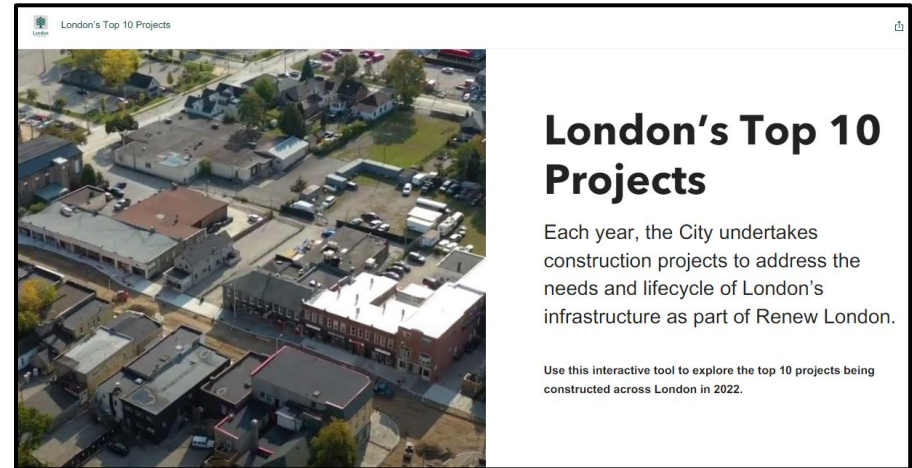 London
London's Top 10 Projects
London's Top 10
Projects
Each year, the City undertakes
construction projects to address the
needs and lifecycle of London's
infrastructure as part of Renew London.
Use this interactive tool to explore the top 10 projects being
constructed across London in 2022.